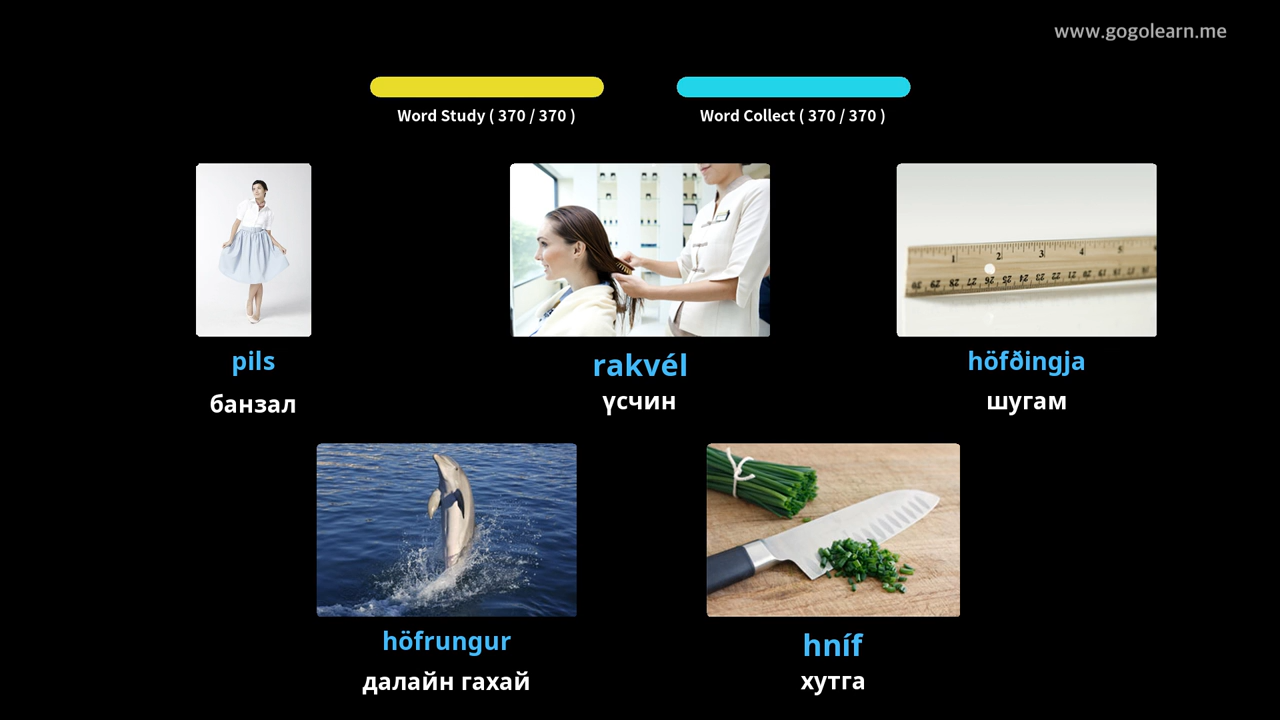 www.gogolearn.me
Word Study ( 370 / 370 )
Word Collect ( 370 / 370 )
pils
rakvél
höfðingja
банзал
үсчин
шугам
höfrungur
hníf
далайн гахай
хутга